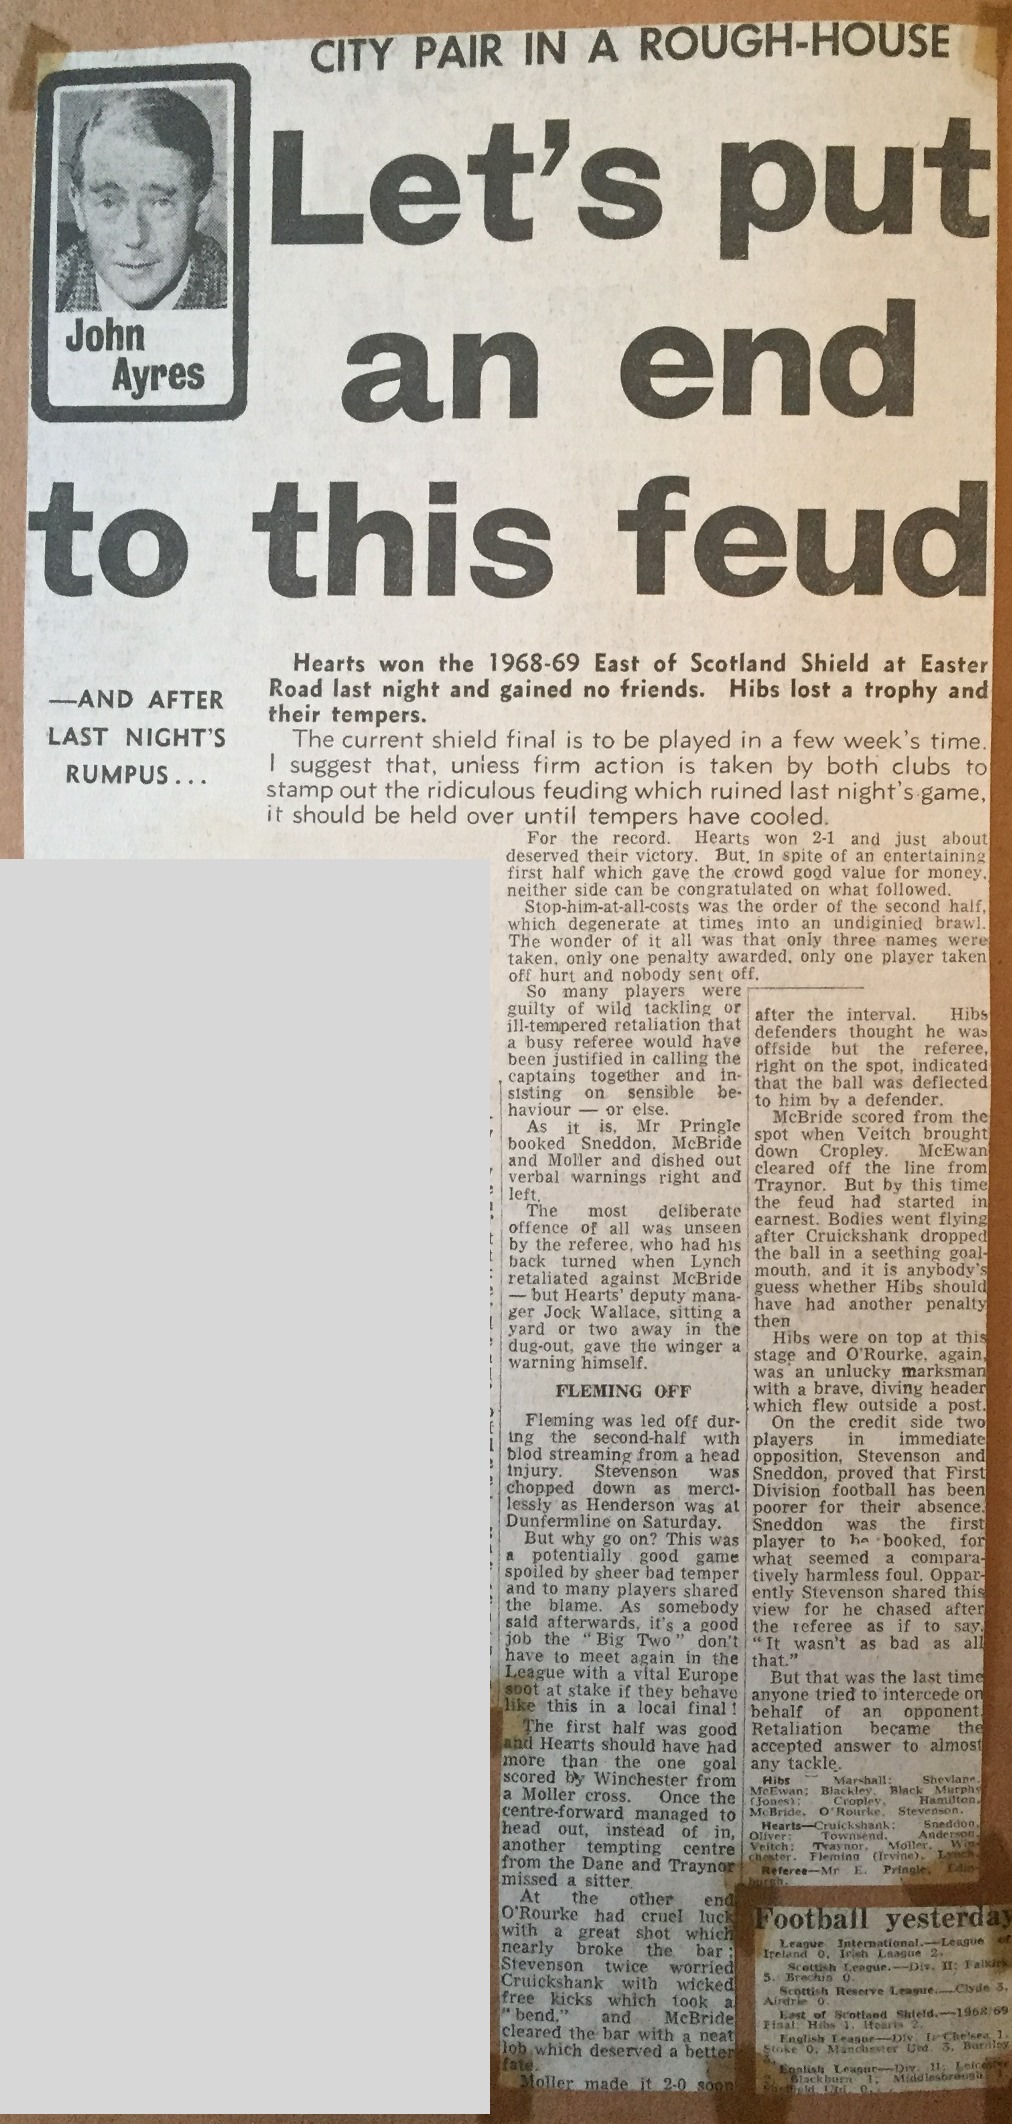 CITY PAIR IN A ROUGH-HOUSE
John
Ayres
Let's put
an end
to this feud
—AND AFTER
LAST NIGHT'S
RUMPUS...
Hearts won the 1968-69 East of Scotland Shield at Easter
Road last night and gained no friends. Hibs lost a trophy and
their tempers.
The current shield final is to be played in a few week's time.
I suggest that, unless firm action is taken by both clubs to
stamp out the ridiculous feuding which ruined last night's game,
it should be held over until tempers have cooled.
For the record. Hearts won 2-1 and just about
deserved their victory. But, in spite of an entertaining
first half which gave the crowd good value for money,
neither side can be congratulated on what followed.
Stop-him-at-all-costs was the order of the second half,
which degenerate at times into an undiginied brawl.
The wonder of it all was that only three names were
taken, only one penalty awarded, only one player taken
off hurt and nobody sent off.
So many players were
guilty of wild tackling or
ill-tempered retaliation that
a busy referee would have
been justified in calling the
captains together and in-
sisting on sensible be-
haviour — or else.
As it is, Mr Pringle
booked Sneddon, McBride
and Moller and dished out
verbal warnings right and
left.
The most deliberate
offence of all was unseen
by the referee, who had his
back turned when Lynch
retaliated against McBride
— but Hearts' deputy mana-
ger Jock Wallace, sitting a
yard or two away in the
dug-out, gave the winger a
warning himself.
FLEMING OFF
Fleming was led off dur-
ing the second-half with
blod streaming from a head
injury. Stevenson was
chopped down as merci-
lessly as Henderson was at
Dunfermline on Saturday.
But why go on? This was
a potentially good game
spoiled by sheer bad temper
and to many players shared
the blame. As somebody
said afterwards, it's a good
job the "Big Two" don't
have to meet again in the
League with a vital Europe
spot at stake if they behave
like this in a local final!
The first half was good
and Hearts should have had
more than the one goal
scored by Winchester from
a Moller cross. Once the
centre-forward managed to
head out, instead of in,
another tempting centre
from the Dane and Traynor
missed a sitter.
At the other end
O'Rourke had cruel luck
with a great shot which
nearly broke the bar;
Stevenson twice worried
Cruickshank with wicked
free kicks which took a
"bend," and McBride
cleared the bar with a neat
lob which deserved a better
fate.
Moller made it 2-0 soon
after the interval. Hibs
defenders thought he was
offside but the referee,
right on the spot, indicated
that the ball was deflected
to him by a defender.
McBride scored from the
spot when Veitch brought
down Cropley. McEwan
cleared off the line from
Traynor. But by this time
the feud had started in
earnest. Bodies went flying
after Cruickshank dropped
the ball in a seething goal-
mouth, and it is anybody's
guess whether Hibs should
have had another penalty
then
Hibs were on top at this
stage and O'Rourke, again,
was an unlucky marksman
with a brave, diving header
which flew outside a post.
On the credit side two
players in immediate
opposition, Stevenson and
Sneddon, proved that First
Division football has been
poorer for their absence.
Sneddon was the first
player to be booked, for
what seemed a compara-
tively harmless foul. Oppar-
ently Stevenson shared this
view for he chased after
the referee as if to say,
"It wasn't as bad as all
that."
But that was the last time
anyone tried to intercede on
behalf of an opponent.
Retaliation became the
accepted answer to almost
any tackle.
Hibs — Marshall; Shevlane,
McEwan; Blackley, Black Murphy
(Jones); Cropley, Hamilton,
McBride, O'Rourke, Stevenson.
Hearts—Cruickshank; Sneddon,
Oliver; Townsend, Anderson,
Veitch; Traynor, Moller, Win-
chester, Fleming (Irvine), Lynch.
Referee—Mr E. Pringle, Edin-
burgh.
Football yesterday
League International.—League of
Ireland 0, Irish League 2.
Scottish League.—Div. II: Falkirk
5, Brechin 0.
Scottish Reserve League.—Clyde 3,
Airdrie 0.
East of Scotland Shield.—1968/69
Final: Hibs 1, Hearts 2.
English League—Div. I: Chelsea 1,
Stoke 0, Manchester Utd. 3, Burnley
English League—Div. II: Leicester
Blackburn 1; Middlesbrough 1,
Sheffield Utd. 0.